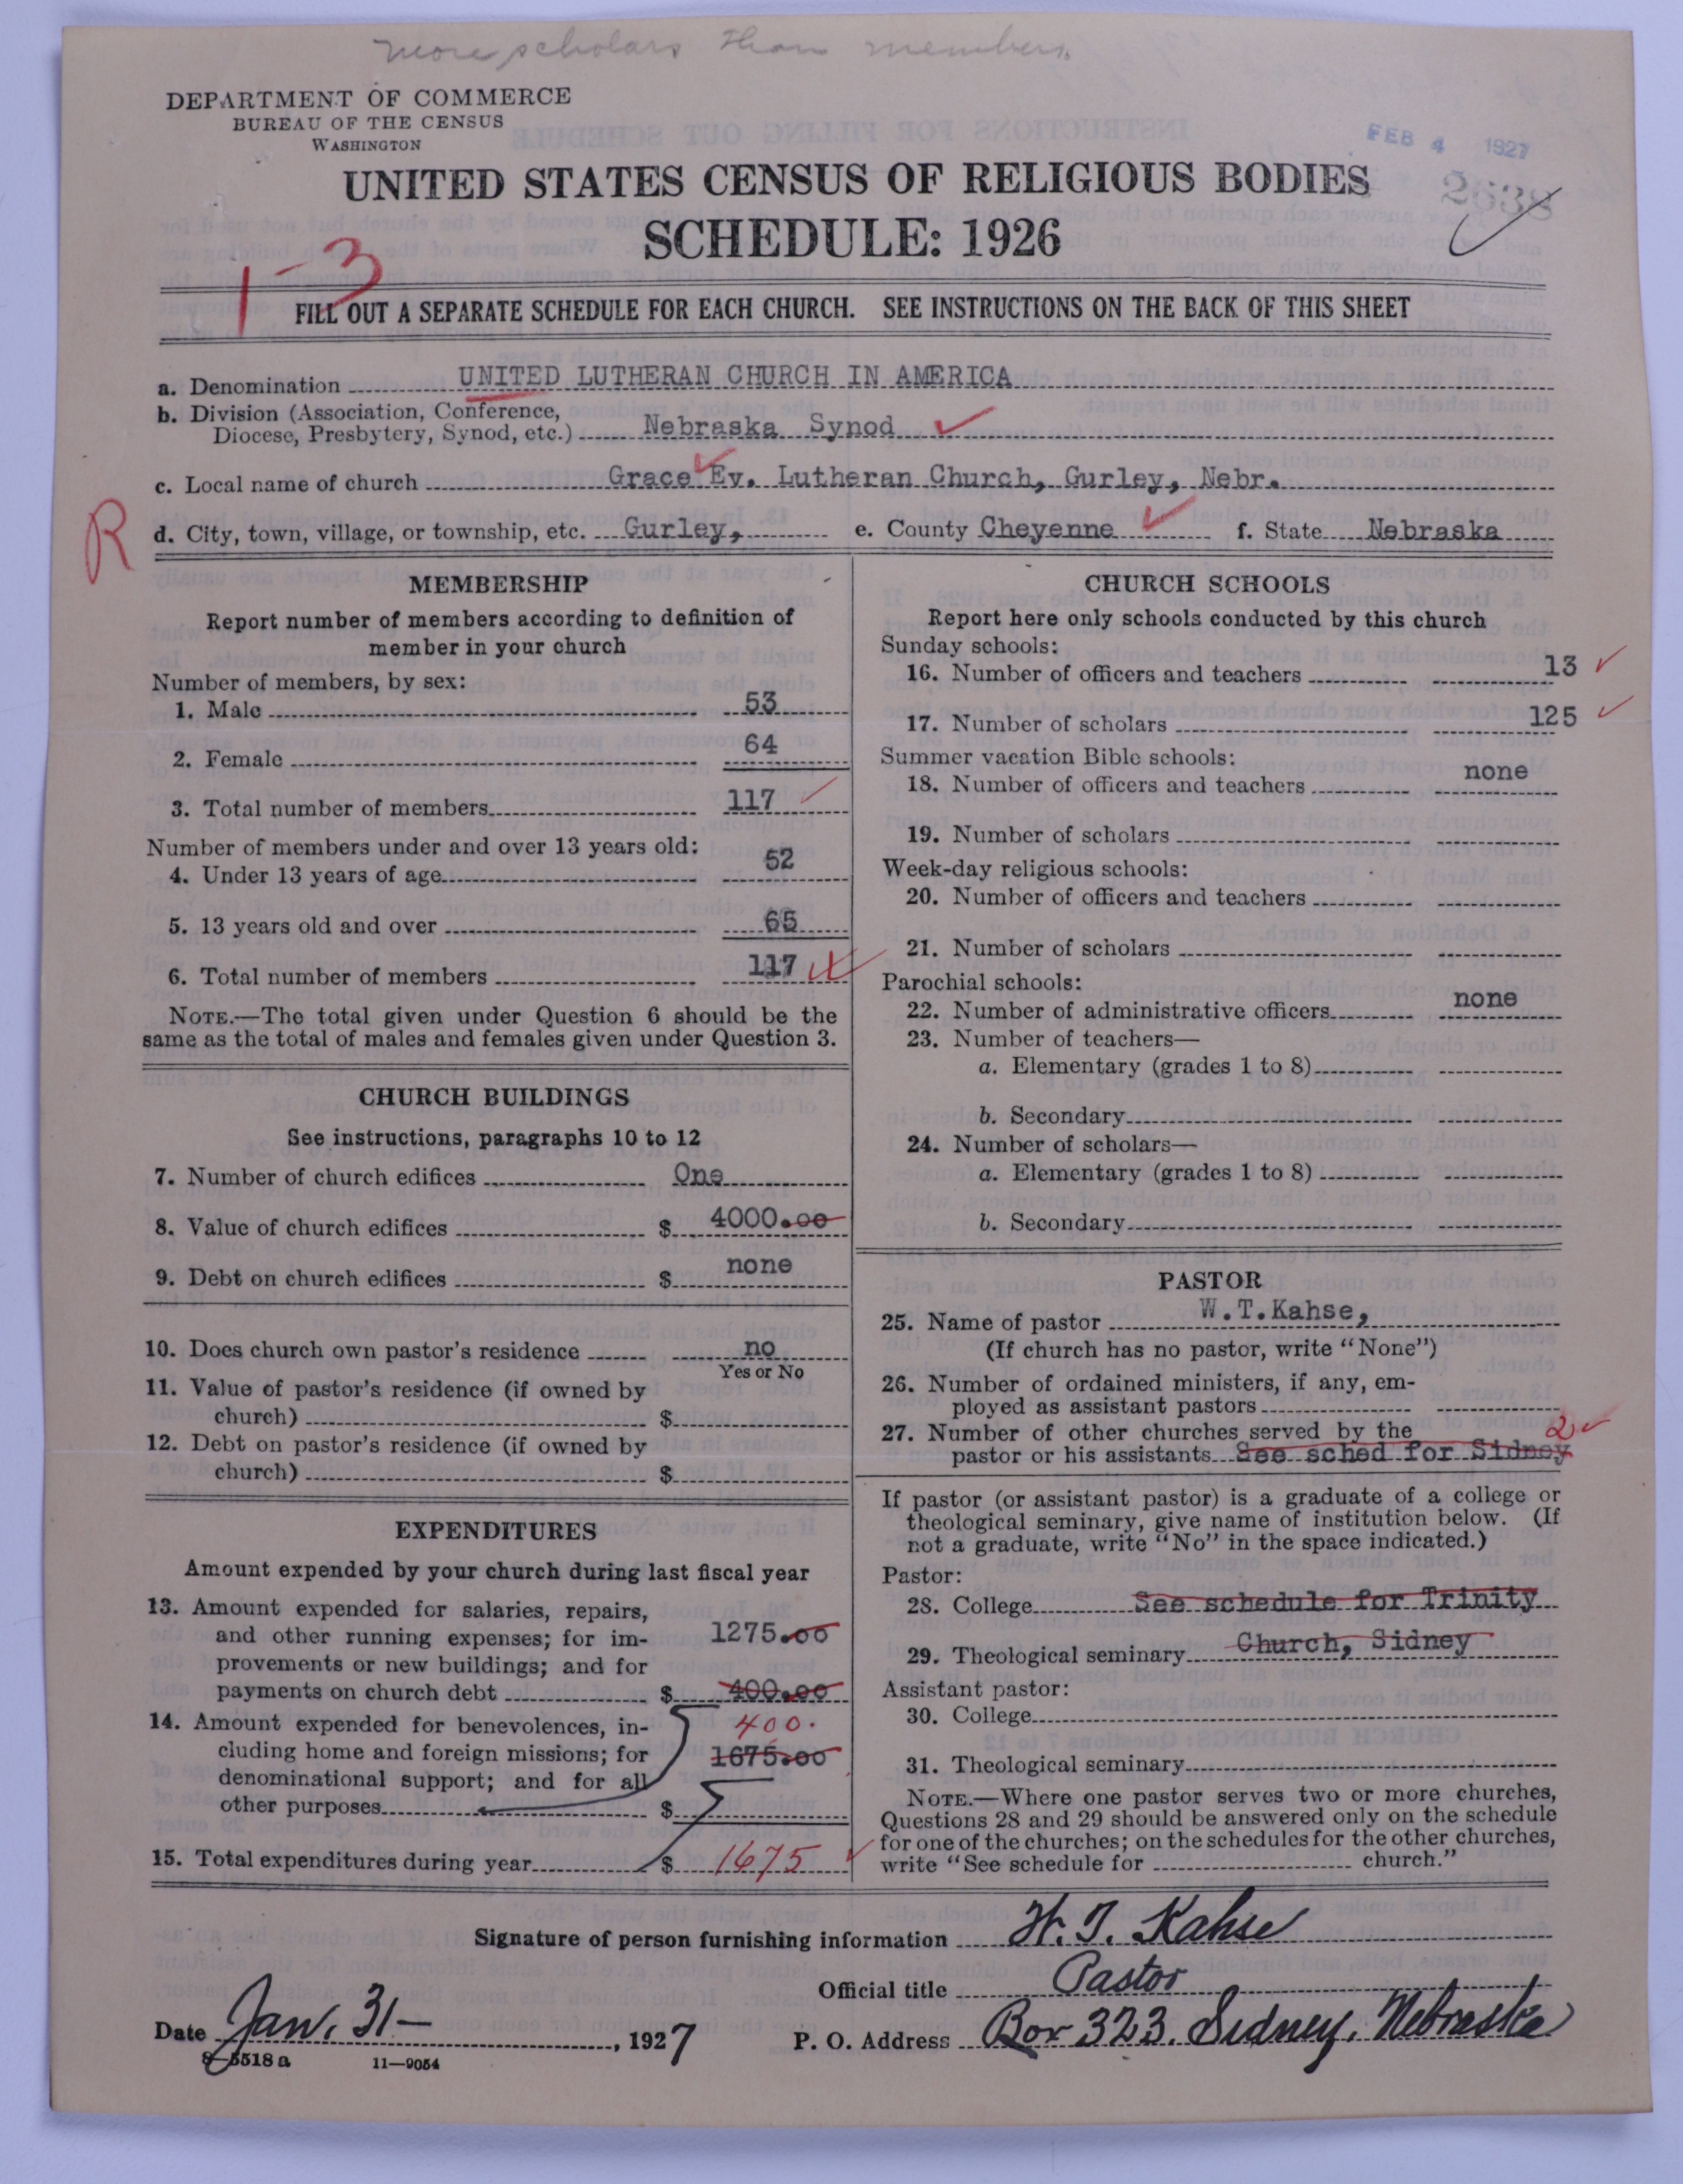 more scholars than members.
DEPARTMENT OF COMMERCE
BUREAU OF THE CENSUS
WASHINGTON
FEB 4 1927
2638
UNITED STATES CENSUS OF RELIGIOUS BODIES
SCHEDULE: 1926
1-3
FILL OUT A SEPARATE SCHEDULE FOR EACH CHURCH. SEE INSTRUCTIONS ON THE BACK OF THIS SHEET
a. Denomination UNITED LUTHERAN CHURCH IN AMERICA
b. Division (Association, Conference,
Diocese, Presbytery, Synod, etc.) Nebraska Synod
c. Local name of church Grace Ev. Lutheran Church, Gurley, Nebr.
R
d. City, town, village, or township, etc. Gurley, e. County Cheyenne f. State Nebraska
MEMBERSHIP
Report number of members according to definition of
member in your church
Number of members, by sex:
1. Male 53
2. Female 64
3. Total number of members 117
Number of members under and over 13 years old:
4. Under 13 years of age 52
5. 13 years old and over 65
6. Total number of members 117
NOTE.—The total given under Question 6 should be the
same as the total of males and females given under Question 3.
CHURCH BUILDINGS
See instructions, paragraphs 10 to 12
7. Number of church edifices One
8. Value of church edifices $ 4000.00
9. Debt on church edifices $ none
10. Does church own pastor's residence no
Yes or No
11. Value of pastor's residence (if owned by
church) $
12. Debt on pastor's residence (if owned by
church) $
EXPENDITURES
Amount expended by your church during last fiscal year
13. Amount expended for salaries, repairs,
and other running expenses; for im- 1275.00
provements or new buildings; and for
payments on church debt $ 400.00
14. Amount expended for benevolences, in- 400.
cluding home and foreign missions; for 1675.00
denominational support; and for all
other purposes $
15. Total expenditures during year $ 1675
CHURCH SCHOOLS
Report here only schools conducted by this church
Sunday schools:
16. Number of officers and teachers 13
17. Number of scholars 125
Summer vacation Bible schools:
18. Number of officers and teachers none
19. Number of scholars
Week-day religious schools:
20. Number of officers and teachers
21. Number of scholars
Parochial schools:
22. Number of administrative officers none
23. Number of teachers—
a. Elementary (grades 1 to 8)
b. Secondary
24. Number of scholars—
a. Elementary (grades 1 to 8)
b. Secondary
PASTOR
25. Name of pastor W.T.Kahse,
(If church has no pastor, write "None")
26. Number of ordained ministers, if any, em-
ployed as assistant pastors
27. Number of other churches served by the 2
pastor or his assistants See sched for Sidney
If pastor (or assistant pastor) is a graduate of a college or
theological seminary, give name of institution below. (If
not a graduate, write "No" in the space indicated.)
Pastor:
28. College See schedule for Trinity
29. Theological seminary Church, Sidney
Assistant pastor:
30. College
31. Theological seminary
NOTE.—Where one pastor serves two or more churches,
Questions 28 and 29 should be answered only on the schedule
for one of the churches; on the schedules for the other churches,
write "See schedule for church."
Signature of person furnishing information W. T. Kahse
Official title Pastor
Date Jan. 31—, 1927 P. O. Address Box 323. Sidney, Nebraska
8—5518a 11—9054